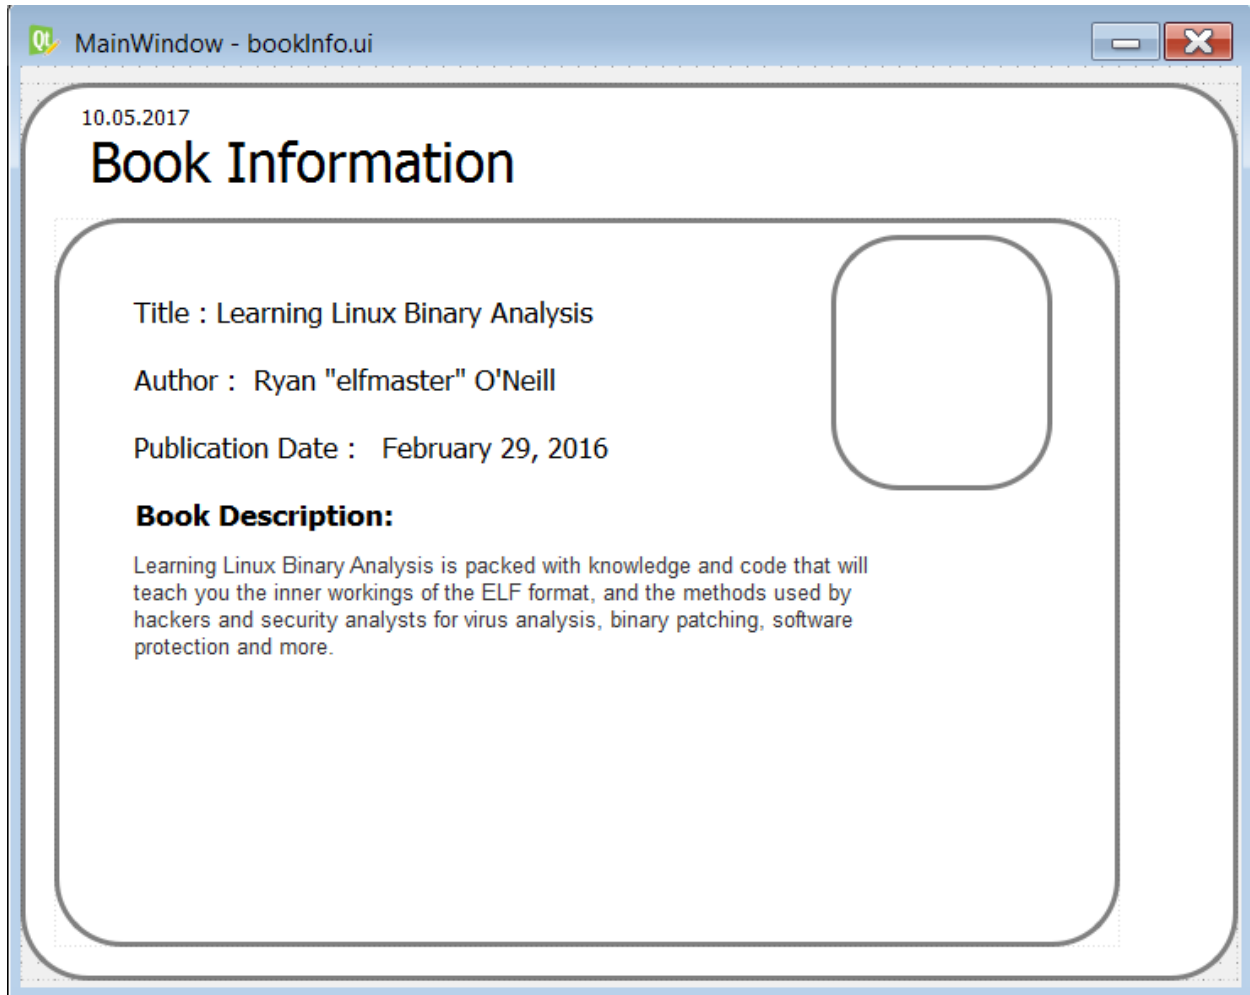 MainWindow - bookInfo.ui
10.05.2017
Book Information
Title : Learning Linux Binary Analysis
Author :  Ryan "elfmaster" O'Neill
Publication Date :   February 29, 2016
Book Description:
Learning Linux Binary Analysis is packed with knowledge and code that will
teach you the inner workings of the ELF format, and the methods used by
hackers and security analysts for virus analysis, binary patching, software
protection and more.